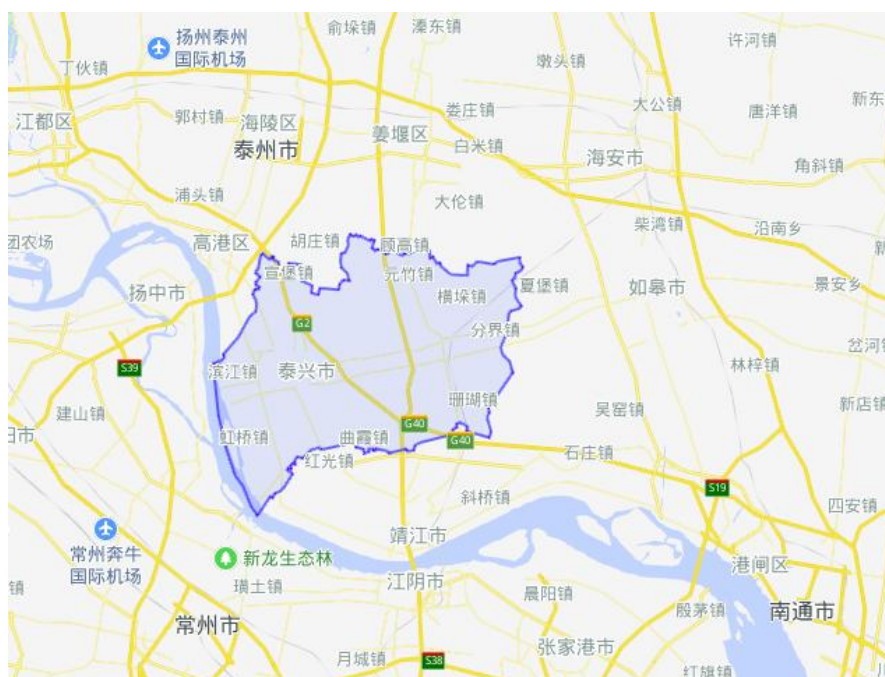 俞垛镇
溱东镇
许河镇
扬州泰州
国际机场
丁伙镇
墩头镇
江都区
郭村镇
海陵区
娄庄镇
大公镇
唐洋镇
新东
泰州市
姜堰区
白米镇
海安市
角斜镇
浦头镇
大伦镇
柴湾镇
沿南乡
团农场
高港区
胡庄镇
顾高镇
新
宣堡镇
元竹镇
扬中市
横垛镇
夏堡镇
如皋市
景安乡
G2
分界镇
岔河镇
S39
滨江镇
泰兴市
林梓镇
建山镇
珊瑚镇
吴窑镇
新店镇
阳市
虹桥镇
曲霞镇
G40
G40
红光镇
石庄镇
S19
斜桥镇
四安镇
常州奔牛
国际机场
新龙生态林
靖江市
港闸区
璜土镇
江阴市
晨阳镇
殷茅镇
南通市
常州市
张家港市
月城镇
S38
红旗镇